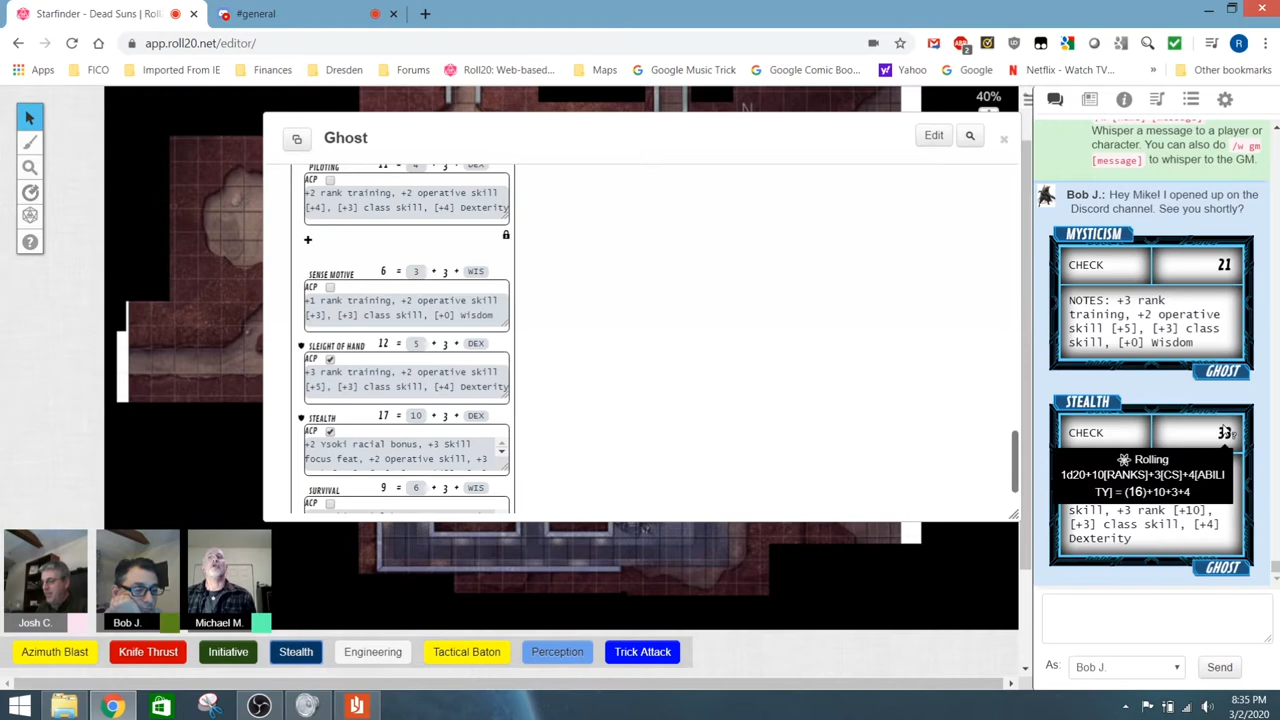 Starfinder - Dead Suns | Roll
#general
app.roll20.net/editor/
2
R
Apps
FICO
Imported From IE
Finances
Dresden
Forums
Roll20: Web-based...
Maps
Google Music Trick
Google Comic Boo...
Yahoo
Google
Netflix - Watch TV...
»
Other bookmarks
40%
N
Ghost
Edit
PILOTING
ACP
+2 rank training, +2 operative skill
[+4], [+3] class skill, [+4] Dexterity
+
SENSE MOTIVE 6 = 3 + 3 + WIS
ACP
+1 rank training, +2 operative skill
[+3], [+3] class skill, [+0] Wisdom
SLEIGHT OF HAND 12 = 5 + 3 + DEX
ACP
+3 rank training, +2 operative skill
[+5], [+3] class skill, [+4] Dexterity
STEALTH 17 = 10 + 3 + DEX
ACP
+2 Ysoki racial bonus, +3 Skill
focus feat, +2 Operative skill, +3
SURVIVAL 9 = 6 + 3 + WIS
ACP
Whisper a message to a player or
character. You can also do /w gm
[message] to whisper to the GM.
Bob J.: Hey Mike! I opened up on the
Discord channel. See you shortly?
MYSTICISM
CHECK 21
NOTES: +3 rank
training, +2 operative
skill [+5], [+3] class
skill, [+0] Wisdom
GHOST
STEALTH
CHECK 33
Rolling
1d20+10[RANKS]+3[CS]+4[ABILI
TY] = (16)+10+3+4
skill, +3 rank [+10],
[+3] class skill, [+4]
Dexterity
GHOST
Josh C.
Bob J.
Michael M.
Azimuth Blast
Knife Thrust
Initiative
Stealth
Engineering
Tactical Baton
Perception
Trick Attack
As:
Bob J.
Send
8:35 PM
3/2/2020